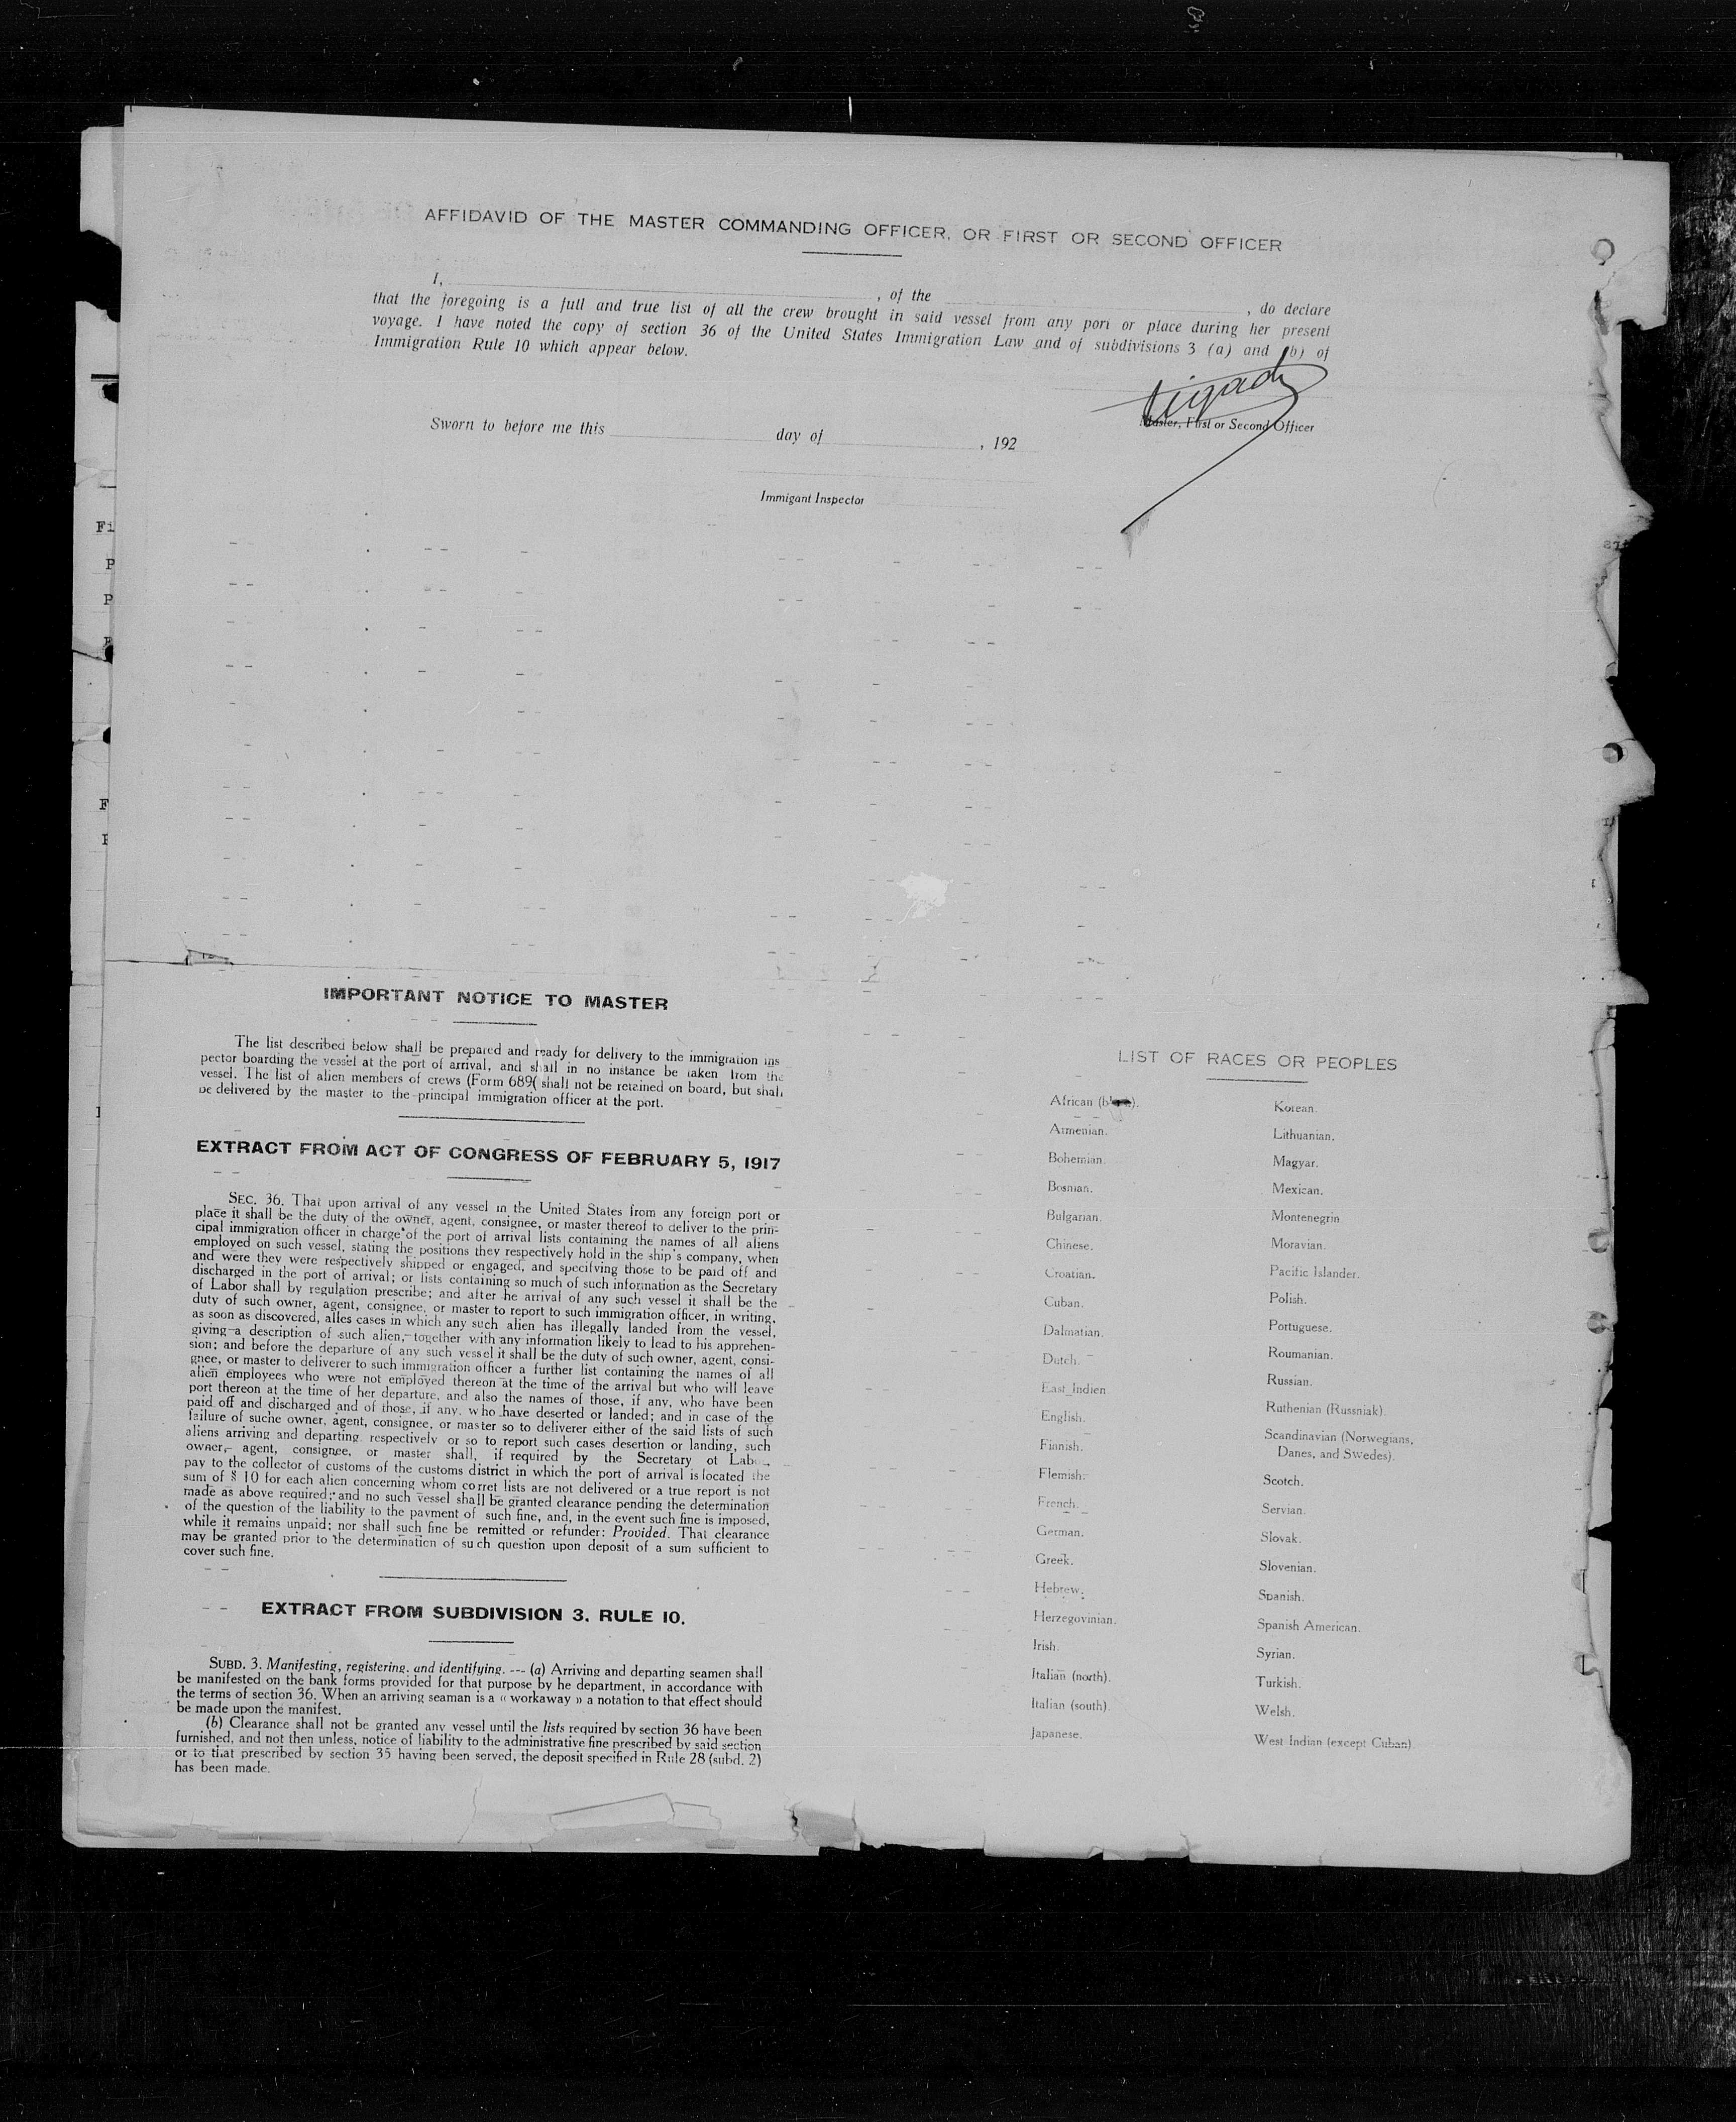 AFFIDAVID OF THE MASTER COMMANDING OFFICER, OR FIRST OR SECOND OFFICER
I, , of the , do declare
that the foregoing is a full and true list of all the crew brought in said vessel from any port or place during her present
voyage. I have noted the copy of section 36 of the United States Immigration Law and of subdivisions 3 (a) and (b) of
Immigration Rule 10 which appear below.
Master, First or Second Officer
Sworn to before me this day of , 192
Immigant Inspector
Fi
P
P
F
IMPORTANT NOTICE TO MASTER
The list described below shall be prepared and ready for delivery to the immigration ins
pector boarding the vessel at the port of arrival, and shall in no instance be taken from the
vessel. The list of alien members of crews (Form 689( shall not be retained on board, but shall
be delivered by the master to the principal immigration officer at the port.
EXTRACT FROM ACT OF CONGRESS OF FEBRUARY 5, 1917
SEC. 36. That upon arrival of any vessel in the United States from any foreign port or
place it shall be the duty of the owner, agent, consignee, or master thereof to deliver to the prin-
cipal immigration officer in charge of the port of arrival lists containing the names of all aliens
employed on such vessel, stating the positions they respectively hold in the ship's company, when
and were they were respectively shipped or engaged, and specifying those to be paid off and
discharged in the port of arrival; or lists containing so much of such information as the Secretary
of Labor shall by regulation prescribe; and after he arrival of any such vessel it shall be the
duty of such owner, agent, consignee, or master to report to such immigration officer, in writing,
as soon as discovered, alles cases in which any such alien has illegally landed from the vessel,
giving a description of such alien, together with any information likely to lead to his apprehen-
sion; and before the departure of any such vessel it shall be the duty of such owner, agent, consi-
gnee, or master to deliverer to such immigration officer a further list containing the names of all
alien employees who were not employed thereon at the time of the arrival but who will leave
port thereon at the time of her departure, and also the names of those, if any, who have been
paid off and discharged and of those, if any, who have deserted or landed; and in case of the
failure of suche owner, agent, consignee, or master so to deliverer either of the said lists of such
aliens arriving and departing respectively or so to report such cases desertion or landing, such
owner, agent, consignee, or master shall, if required by the Secretary of Labor
pay to the collector of customs of the customs district in which the port of arrival is located the
sum of $ 10 for each alien concerning whom corret lists are not delivered or a true report is not
made as above required; and no such vessel shall be granted clearance pending the determination
of the question of the liability to the payment of such fine, and, in the event such fine is imposed,
while it remains unpaid; nor shall such fine be remitted or refunder: Provided. That clearance
may be granted prior to the determination of such question upon deposit of a sum sufficient to
cover such fine.
EXTRACT FROM SUBDIVISION 3. RULE 10.
SUBD. 3. Manifesting, registering, and identifying. --- (a) Arriving and departing seamen shall
be manifested on the bank forms provided for that purpose by he department, in accordance with
the terms of section 36. When an arriving seaman is a « workaway » a notation to that effect should
be made upon the manifest.
(b) Clearance shall not be granted any vessel until the lists required by section 36 have been
furnished, and not then unless, notice of liability to the administrative fine prescribed by said section
or to that prescribed by section 35 having been served, the deposit specified in Rule 28 (subd. 2)
has been made.
LIST OF RACES OR PEOPLES
African (black).
Armenian.
Bohemian.
Bosnian.
Bulgarian.
Chinese.
Croatian.
Cuban.
Dalmatian.
Dutch.
East Indien
English.
Finnish.
Flemish.
French.
German.
Greek.
Hebrew.
Herzegovinian.
Irish.
Italian (north).
Italian (south).
Japanese.
Korean.
Lithuanian.
Magyar.
Mexican.
Montenegrin.
Moravian.
Pacific Islander.
Polish.
Portuguese.
Roumanian.
Russian.
Ruthenian (Russniak).
Scandinavian (Norwegians,
Danes, and Swedes).
Scotch.
Servian.
Slovak.
Slovenian.
Spanish.
Spanish American.
Syrian.
Turkish.
Welsh.
West Indian (except Cuban).